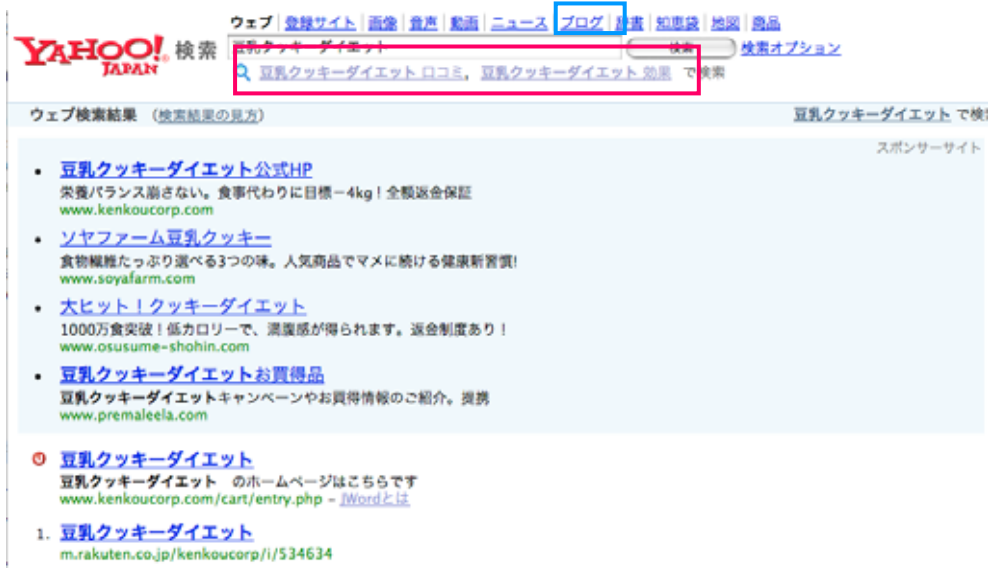 ウェブ | 登録サイト | 画像 | 音声 | 動画 | ニュース | ブログ | 辞書 | 知恵袋 | 地図 | 商品
YAHOO! JAPAN 検索 豆乳クッキーダイエット 検索 検索オプション
豆乳クッキーダイエット 口コミ, 豆乳クッキーダイエット 効果 で検索
ウェブ検索結果 (検索結果の見方) 豆乳クッキーダイエット で検
スポンサーサイト
• 豆乳クッキーダイエット公式HP
栄養バランス崩さない。食事代わりに目標-4kg!全額返金保証
www.kenkoucorp.com
• ソヤファーム豆乳クッキー
食物繊維たっぷり選べる3つの味。人気商品でマメに続ける健康新習慣!
www.soyafarm.com
• 大ヒット!クッキーダイエット
1000万食突破!低カロリーで、満腹感が得られます。返金制度あり!
www.osusume-shohin.com
• 豆乳クッキーダイエットお買得品
豆乳クッキーダイエットキャンペーンやお買得情報のご紹介。提携
www.premaleela.com
豆乳クッキーダイエット
豆乳クッキーダイエット のホームページはこちらです
www.kenkoucorp.com/cart/entry.php - JWordとは
1. 豆乳クッキーダイエット
m.rakuten.co.jp/kenkoucorp/i/534634